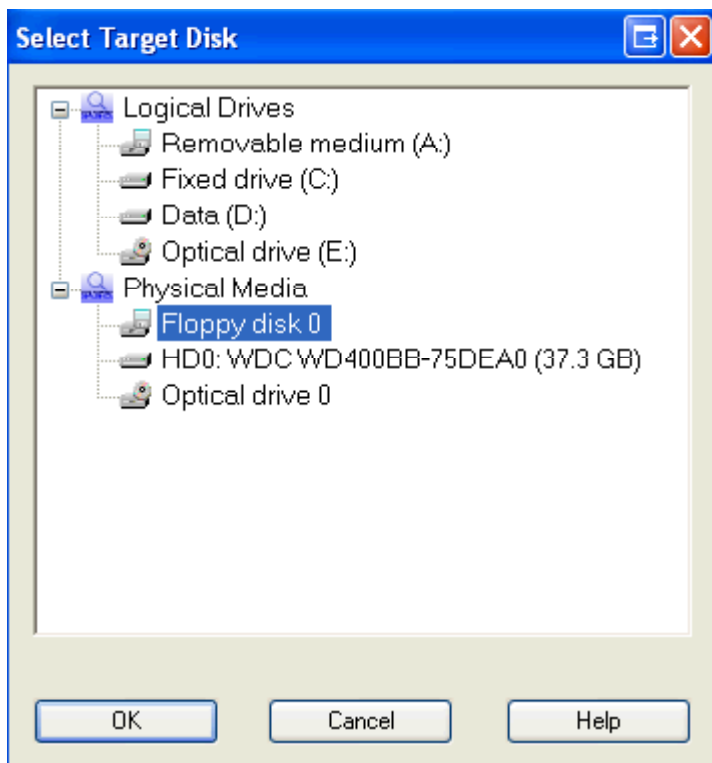 Select Target Disk
Logical Drives
Removable medium (A:)
Fixed drive (C:)
Data (D:)
Optical drive (E:)
Physical Media
Floppy disk 0
HD0: WDC WD400BB-75DEA0 (37.3 GB)
Optical drive 0
OK Cancel Help